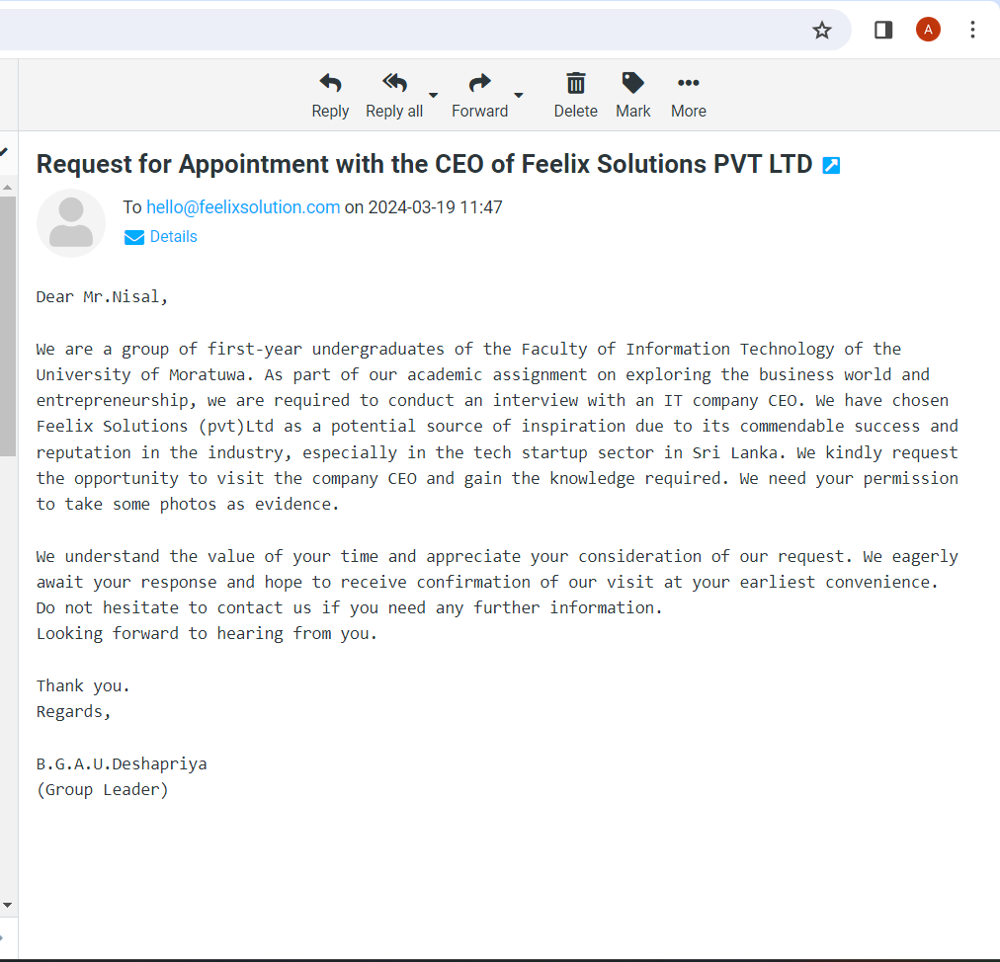 A
Reply
Reply all
Forward
Delete
Mark
More
Request for Appointment with the CEO of Feelix Solutions PVT LTD
To hello@feelixsolution.com on 2024-03-19 11:47
Details
Dear Mr.Nisal,
We are a group of first-year undergraduates of the Faculty of Information Technology of the
University of Moratuwa. As part of our academic assignment on exploring the business world and
entrepreneurship, we are required to conduct an interview with an IT company CEO. We have chosen
Feelix Solutions (pvt)Ltd as a potential source of inspiration due to its commendable success and
reputation in the industry, especially in the tech startup sector in Sri Lanka. We kindly request
the opportunity to visit the company CEO and gain the knowledge required. We need your permission
to take some photos as evidence.
We understand the value of your time and appreciate your consideration of our request. We eagerly
await your response and hope to receive confirmation of our visit at your earliest convenience.
Do not hesitate to contact us if you need any further information.
Looking forward to hearing from you.
Thank you.
Regards,
B.G.A.U.Deshapriya
(Group Leader)